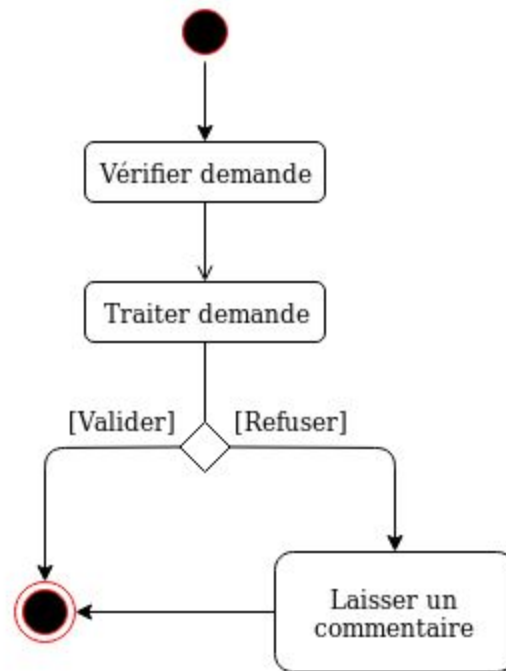 Vérifier demande
Traiter demande
[Valider]
[Refuser]
Laisser un
commentaire